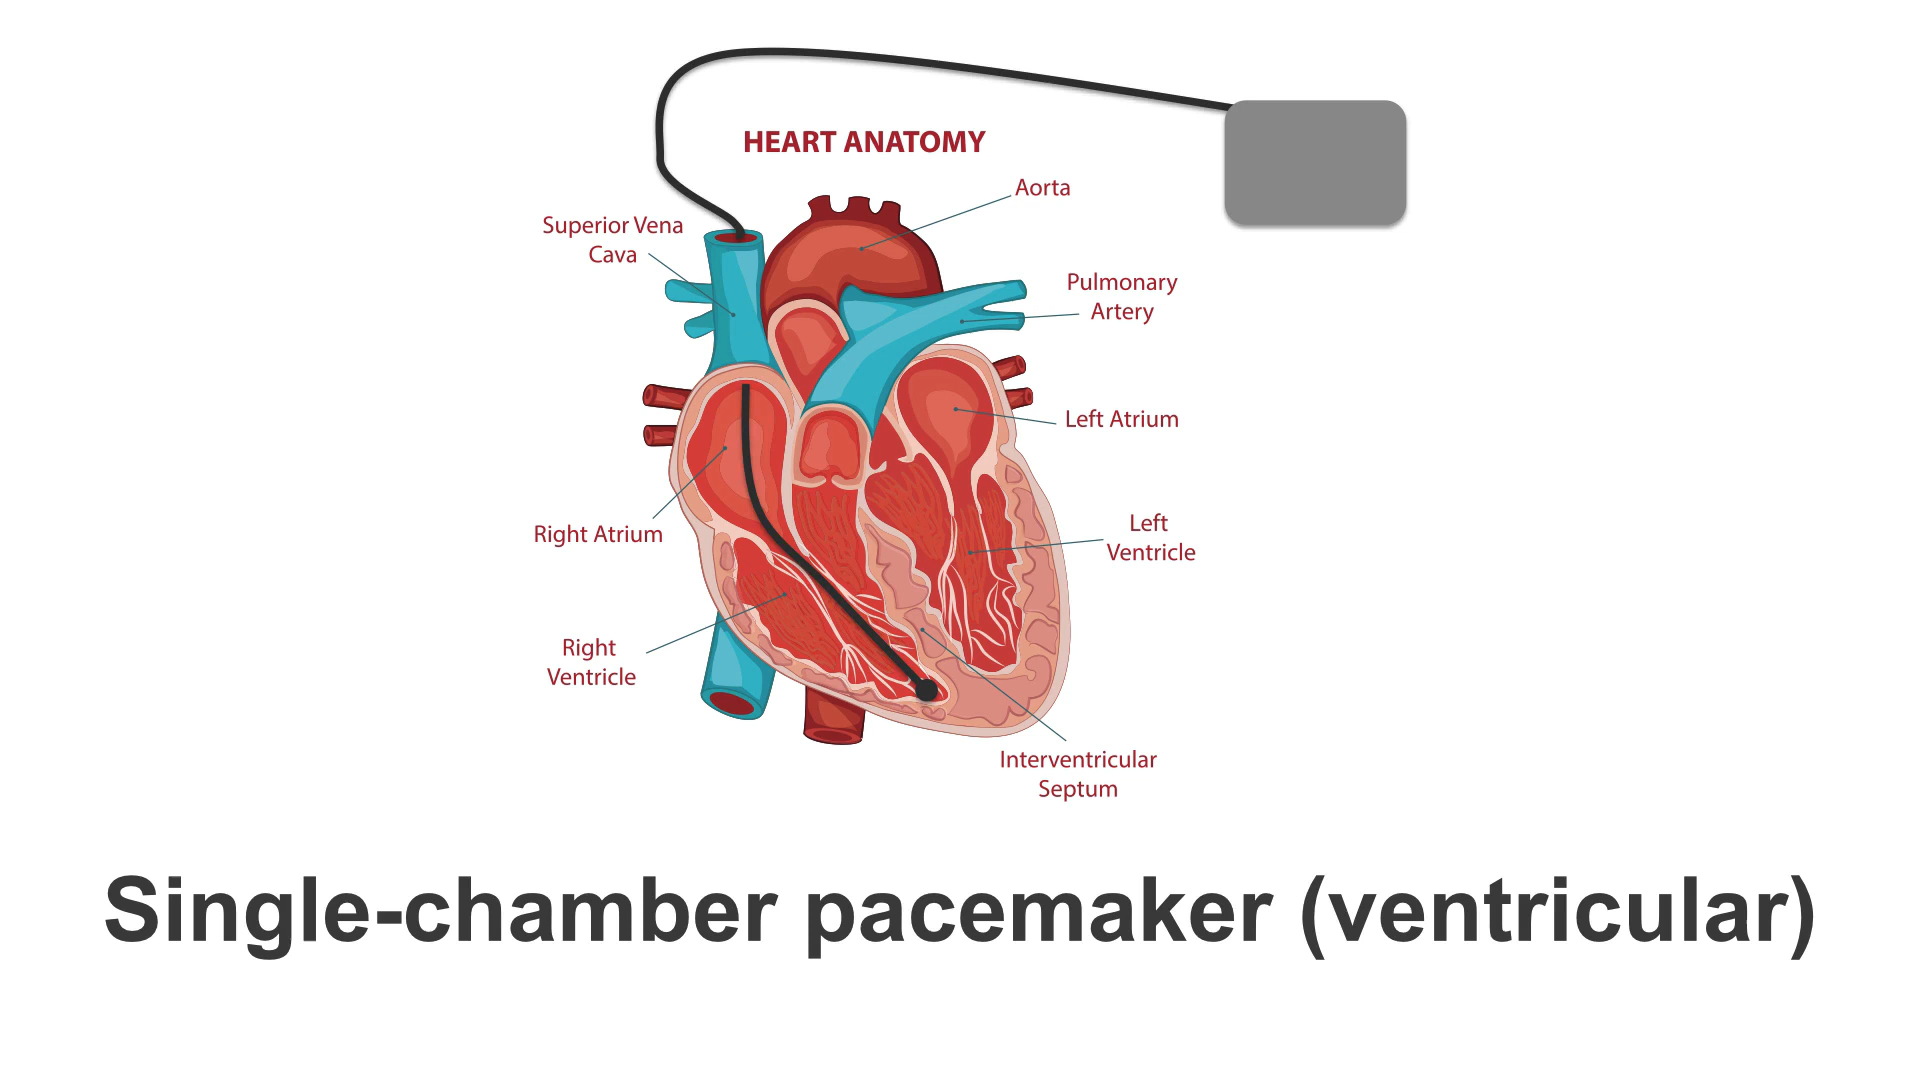 HEART ANATOMY
Aorta
Superior Vena
Cava
Pulmonary
Artery
Left Atrium
Right Atrium
Left
Ventricle
Right
Ventricle
Interventricular
Septum
Single-chamber pacemaker (ventricular)